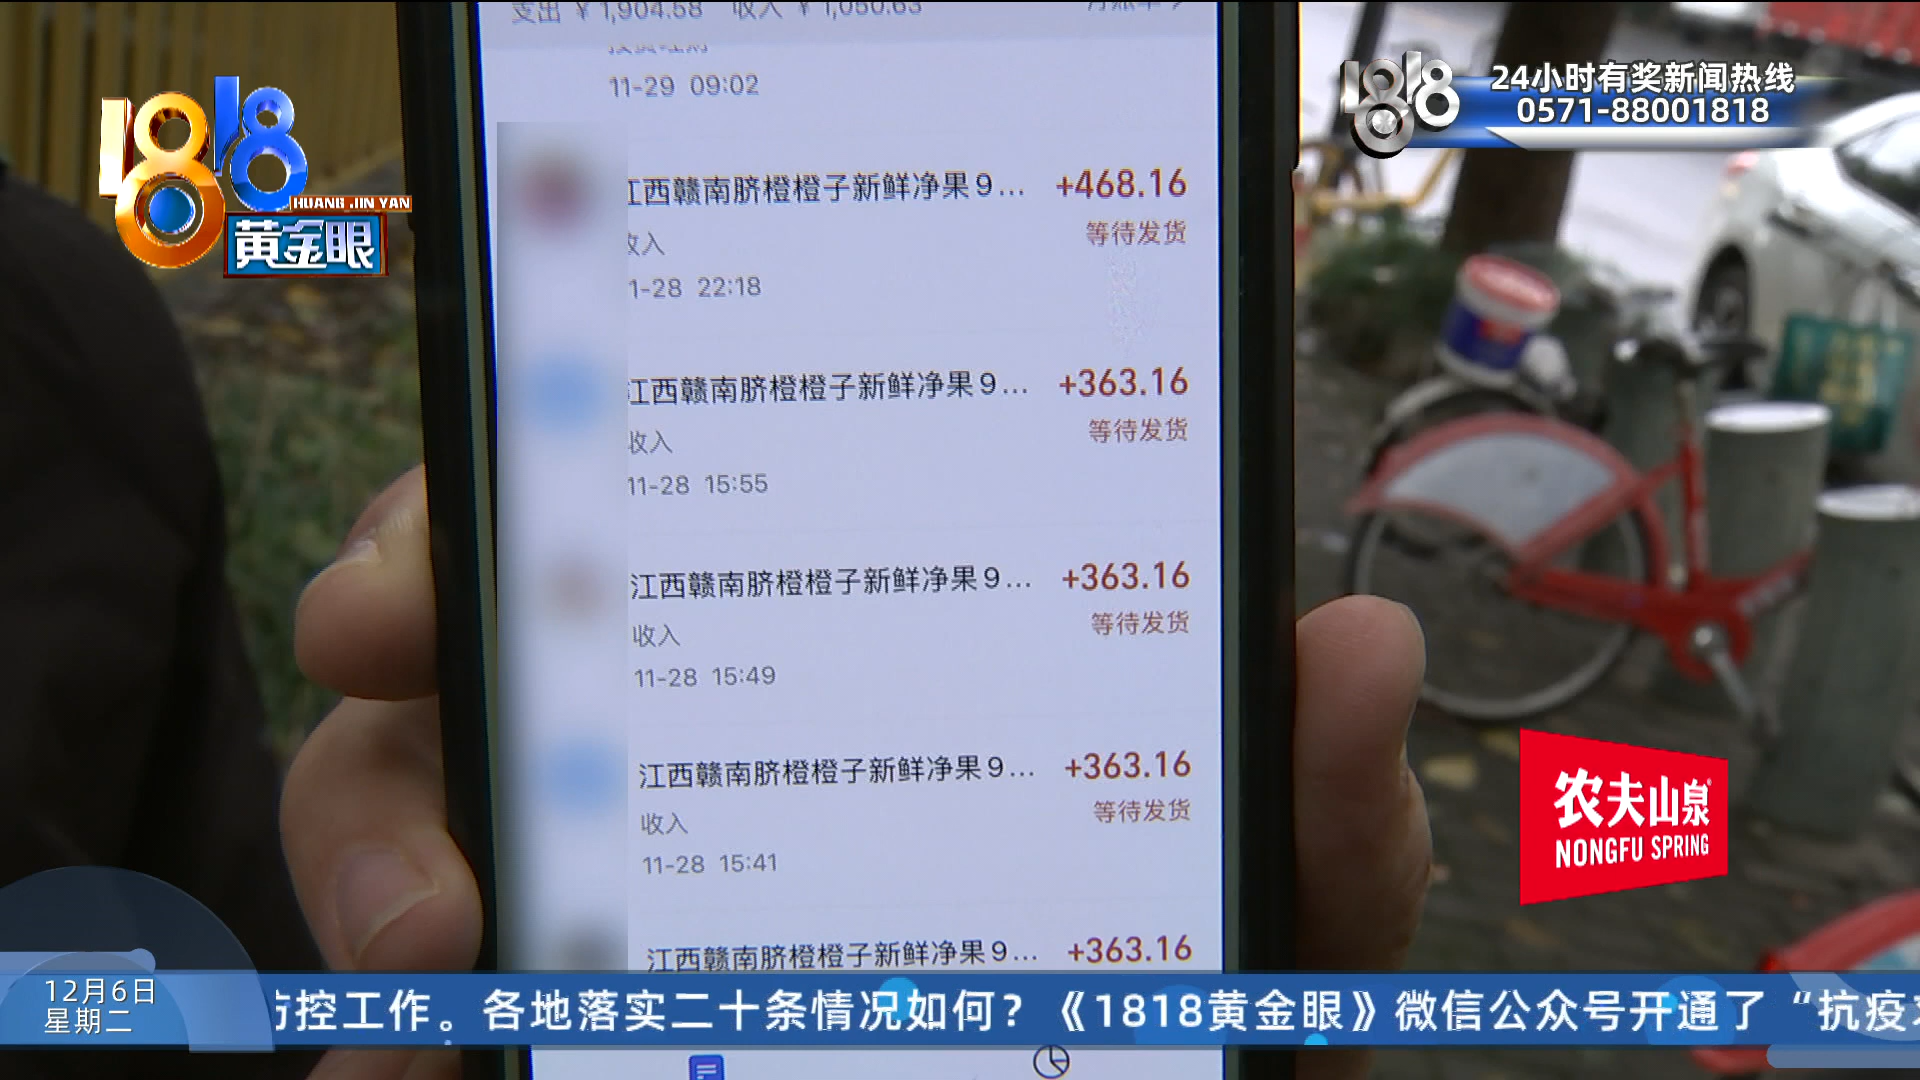 支出 ¥1,904.58 收入 ¥1,050.63
11-29 09:02
江西赣南脐橙橙子新鲜净果9... +468.16
收入 等待发货
1-28 22:18
江西赣南脐橙橙子新鲜净果9... +363.16
收入 等待发货
11-28 15:55
江西赣南脐橙橙子新鲜净果9... +363.16
收入 等待发货
11-28 15:49
江西赣南脐橙橙子新鲜净果9... +363.16
收入 等待发货
11-28 15:41
江西赣南脐橙橙子新鲜净果9... +363.16
1818
HUANG JIN YAN
黄金眼
1818
24小时有奖新闻热线
0571-88001818
农夫山泉
NONGFU SPRING
12月6日
星期二
防控工作。各地落实二十条情况如何？《1818黄金眼》微信公众号开通了“抗疫